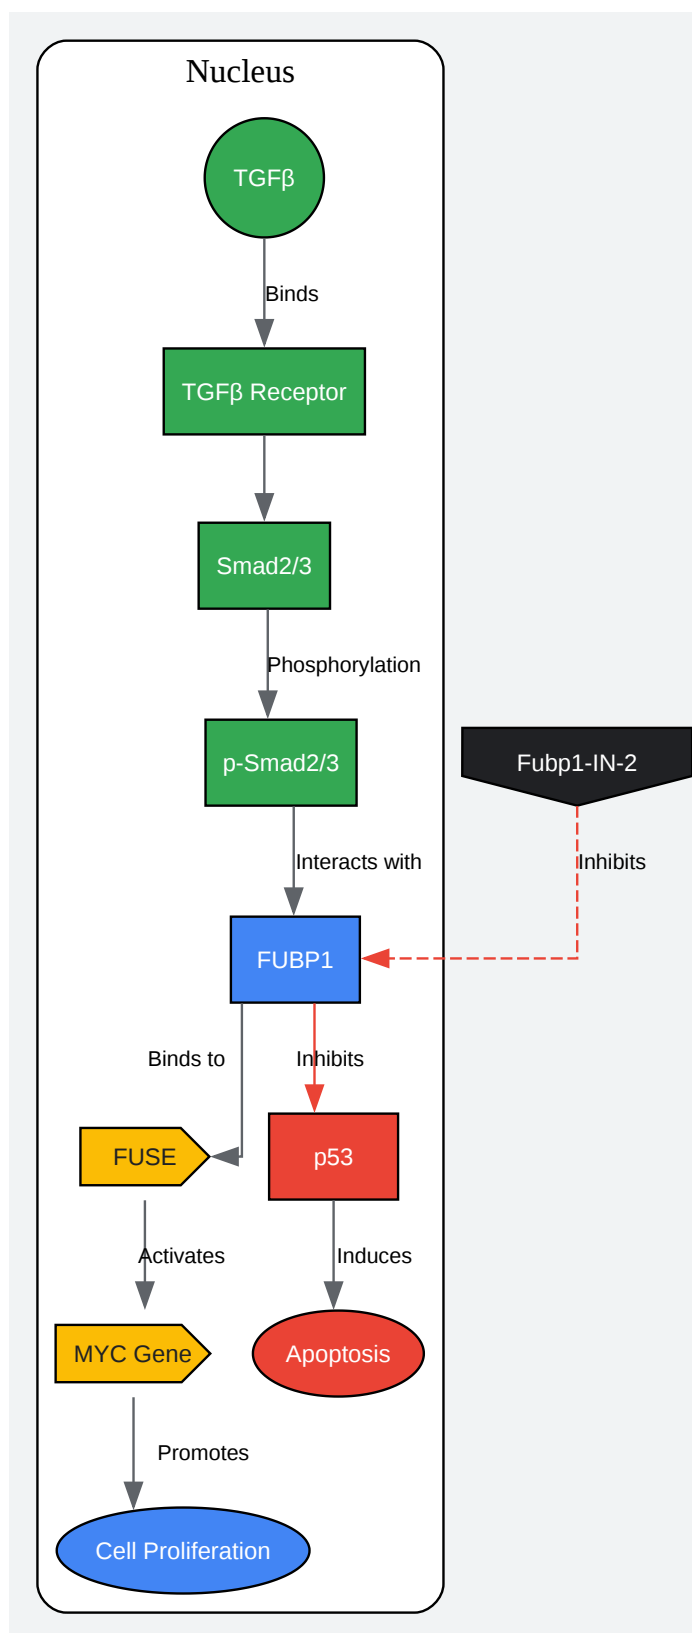 Nucleus
TGFβ
Binds
TGFβ Receptor
Smad2/3
Phosphorylation
p-Smad2/3
Fubp1-IN-2
Interacts with
Inhibits
FUBP1
Binds to
Inhibits
FUSE
p53
Activates
Induces
MYC Gene
Apoptosis
Promotes
Cell Proliferation